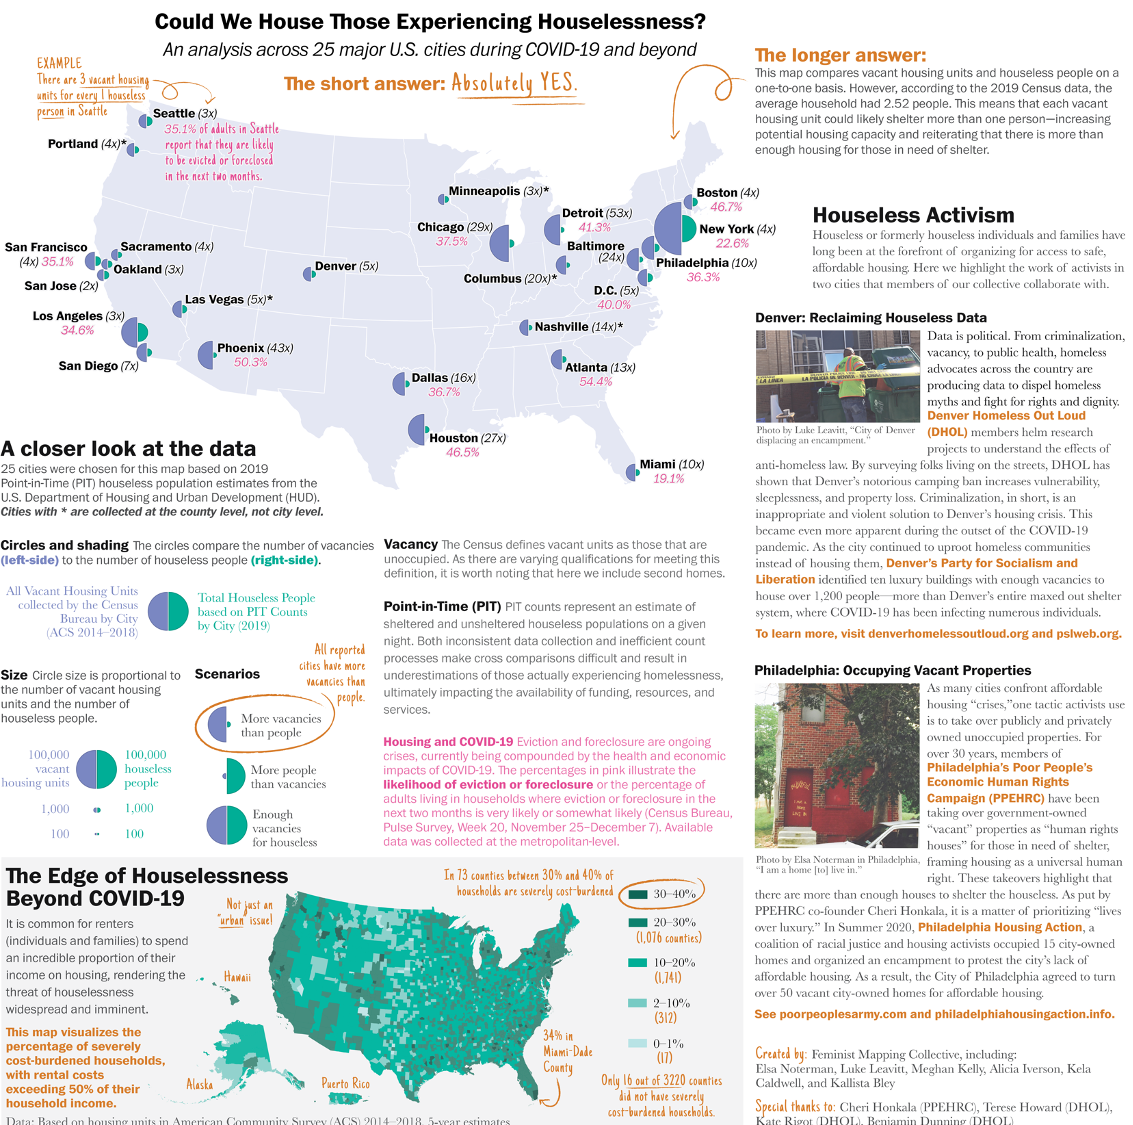 Could We House Those Experiencing Houselessness?
An analysis across 25 major U.S. cities during COVID-19 and beyond
The short answer: Absolutely YES.
EXAMPLE
There are 3 vacant housing
units for every 1 houseless
person in Seattle
Seattle (3x)
35.1% of adults in Seattle
report that they are likely
to be evicted or foreclosed
in the next two months.
Portland (4x)*
Minneapolis (3x)*
Boston (4x)
46.7%
Detroit (53x)
41.3%
Chicago (29x)
37.5%
New York (4x)
22.6%
Baltimore
(24x)
San Francisco
(4x) 35.1%
Sacramento (4x)
Oakland (3x)
San Jose (2x)
Denver (5x)
Columbus (20x)*
Philadelphia (10x)
36.3%
D.C. (5x)
40.0%
Las Vegas (5x)*
Los Angeles (3x)
34.6%
Nashville (14x)*
Phoenix (43x)
50.3%
San Diego (7x)
Atlanta (13x)
54.4%
Dallas (16x)
36.7%
Houston (27x)
46.5%
Miami (10x)
19.1%
A closer look at the data
25 cities were chosen for this map based on 2019
Point-in-Time (PIT) houseless population estimates from the
U.S. Department of Housing and Urban Development (HUD).
Cities with * are collected at the county level, not city level.
Circles and shading The circles compare the number of vacancies
(left-side) to the number of houseless people (right-side).
All Vacant Housing Units
collected by the Census
Bureau by City
(ACS 2014–2018)
Total Houseless People
based on PIT Counts
by City (2019)
Size Circle size is proportional to
the number of vacant housing
units and the number of
houseless people.
100,000
vacant
housing units
100,000
houseless
people
1,000
1,000
100
100
Scenarios
All reported
cities have more
vacancies than
people.
More vacancies
than people
More people
than vacancies
Enough
vacancies
for houseless
Vacancy The Census defines vacant units as those that are
unoccupied. As there are varying qualifications for meeting this
definition, it is worth noting that here we include second homes.
Point-in-Time (PIT) PIT counts represent an estimate of
sheltered and unsheltered houseless populations on a given
night. Both inconsistent data collection and inefficient count
processes make cross comparisons difficult and result in
underestimations of those actually experiencing homelessness,
ultimately impacting the availability of funding, resources, and
services.
Housing and COVID-19 Eviction and foreclosure are ongoing
crises, currently being compounded by the health and economic
impacts of COVID-19. The percentages in pink illustrate the
likelihood of eviction or foreclosure or the percentage of
adults living in households where eviction or foreclosure in the
next two months is very likely or somewhat likely (Census Bureau,
Pulse Survey, Week 20, November 25–December 7). Available
data was collected at the metropolitan-level.
The Edge of Houselessness
Beyond COVID-19
It is common for renters
(individuals and families) to spend
an incredible proportion of their
income on housing, rendering the
threat of houselessness
widespread and imminent.
This map visualizes the
percentage of severely
cost-burdened households,
with rental costs
exceeding 50% of their
household income.
Not just an
"urban" issue!
Hawaii
Alaska
Puerto Rico
In 73 counties between 30% and 40% of
households are severely cost-burdened
30–40%
20–30%
(1,076 counties)
10–20%
(1,741)
2–10%
(312)
0–1%
(17)
34% in
Miami-Dade
County
Only 16 out of 3220 counties
did not have severely
cost-burdened households.
Data: Based on housing units in American Community Survey (ACS) 2014–2018, 5-year estimates
The longer answer:
This map compares vacant housing units and houseless people on a
one-to-one basis. However, according to the 2019 Census data, the
average household had 2.52 people. This means that each vacant
housing unit could likely shelter more than one person—increasing
potential housing capacity and reiterating that there is more than
enough housing for those in need of shelter.
Houseless Activism
Houseless or formerly houseless individuals and families have
long been at the forefront of organizing for access to safe,
affordable housing. Here we highlight the work of activists in
two cities that members of our collective collaborate with.
Denver: Reclaiming Houseless Data
Photo by Luke Leavitt, “City of Denver
displacing an encampment.”
Data is political. From criminalization,
vacancy, to public health, homeless
advocates across the country are
producing data to dispel homeless
myths and fight for rights and dignity.
Denver Homeless Out Loud
(DHOL) members helm research
projects to understand the effects of
anti-homeless law. By surveying folks living on the streets, DHOL has
shown that Denver’s notorious camping ban increases vulnerability,
sleeplessness, and property loss. Criminalization, in short, is an
inappropriate and violent solution to Denver’s housing crisis. This
became even more apparent during the outset of the COVID-19
pandemic. As the city continued to uproot homeless communities
instead of housing them, Denver’s Party for Socialism and
Liberation identified ten luxury buildings with enough vacancies to
house over 1,200 people—more than Denver’s entire maxed out shelter
system, where COVID-19 has been infecting numerous individuals.
To learn more, visit denverhomelessoutloud.org and pslweb.org.
Philadelphia: Occupying Vacant Properties
Photo by Elsa Noterman in Philadelphia,
“I am a home [to] live in.”
As many cities confront affordable
housing “crises,”one tactic activists use
is to take over publicly and privately
owned unoccupied properties. For
over 30 years, members of
Philadelphia’s Poor People’s
Economic Human Rights
Campaign (PPEHRC) have been
taking over government-owned
“vacant” properties as “human rights
houses” for those in need of shelter,
framing housing as a universal human
right. These takeovers highlight that
there are more than enough houses to shelter the houseless. As put by
PPEHRC co-founder Cheri Honkala, it is a matter of prioritizing “lives
over luxury.” In Summer 2020, Philadelphia Housing Action, a
coalition of racial justice and housing activists occupied 15 city-owned
homes and organized an encampment to protest the city’s lack of
affordable housing. As a result, the City of Philadelphia agreed to turn
over 50 vacant city-owned homes for affordable housing.
See poorpeoplesarmy.com and philadelphiahousingaction.info.
Created by: Feminist Mapping Collective, including:
Elsa Noterman, Luke Leavitt, Meghan Kelly, Alicia Iverson, Kela
Caldwell, and Kallista Bley
Special thanks to: Cheri Honkala (PPEHRC), Terese Howard (DHOL),
Kate Rigot (DHOL), Benjamin Dunning (DHOL)